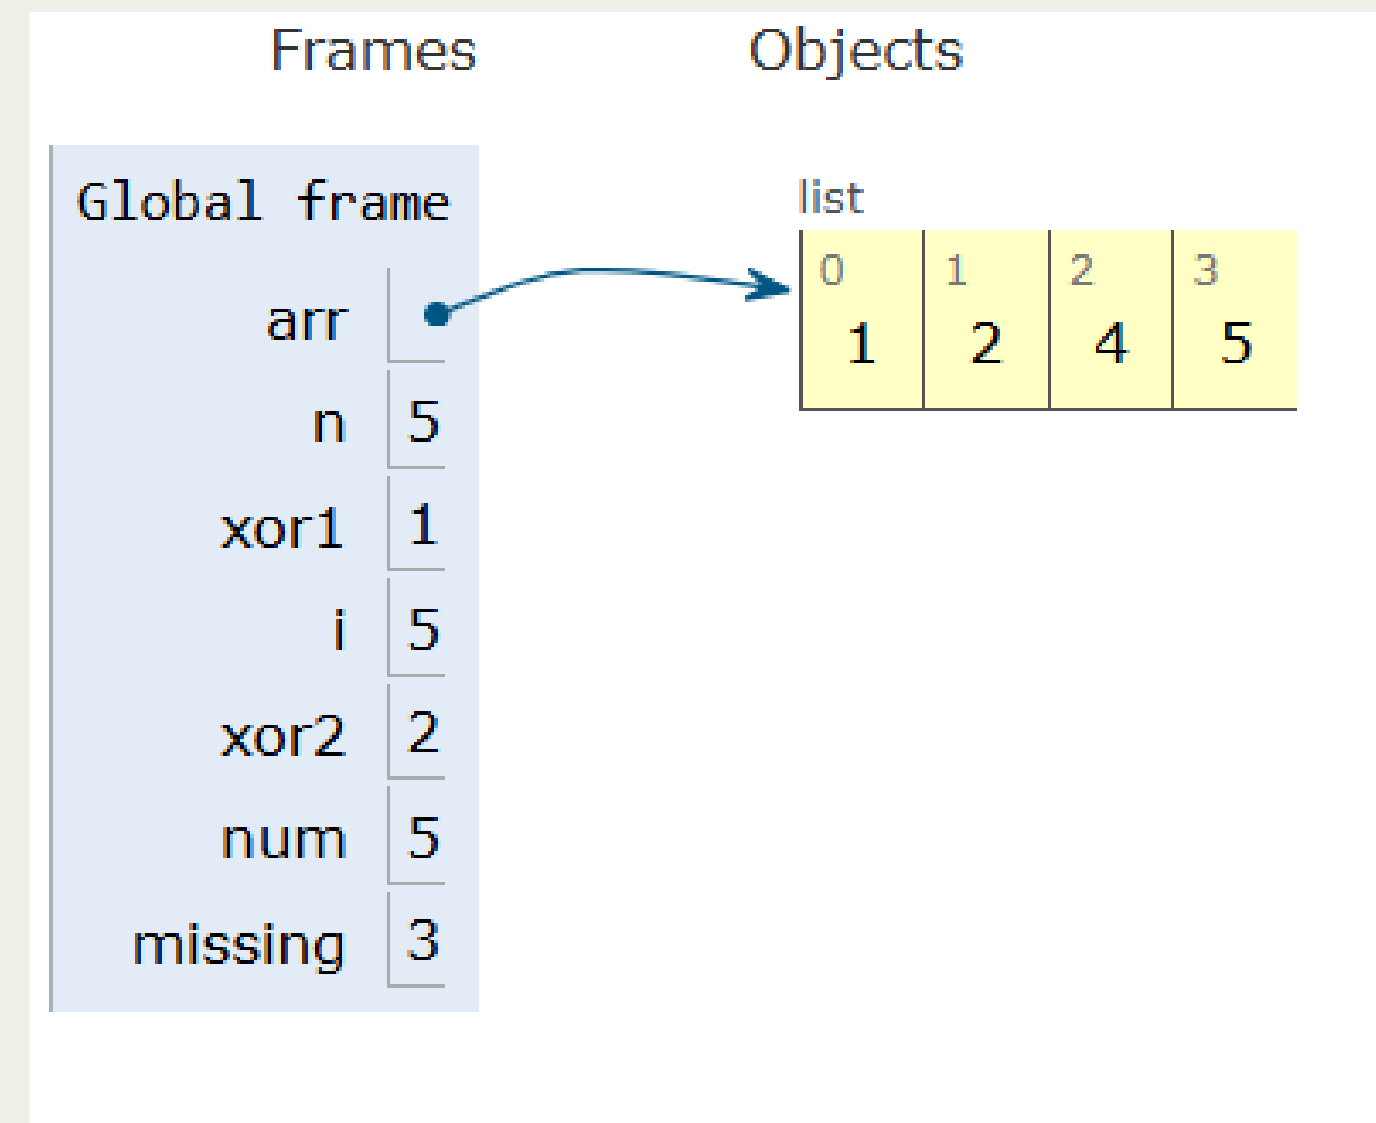 Frames Objects
Global frame
arr
n 5
xor1 1
i 5
xor2 2
num 5
missing 3
list
0 1 2 3
1 2 4 5